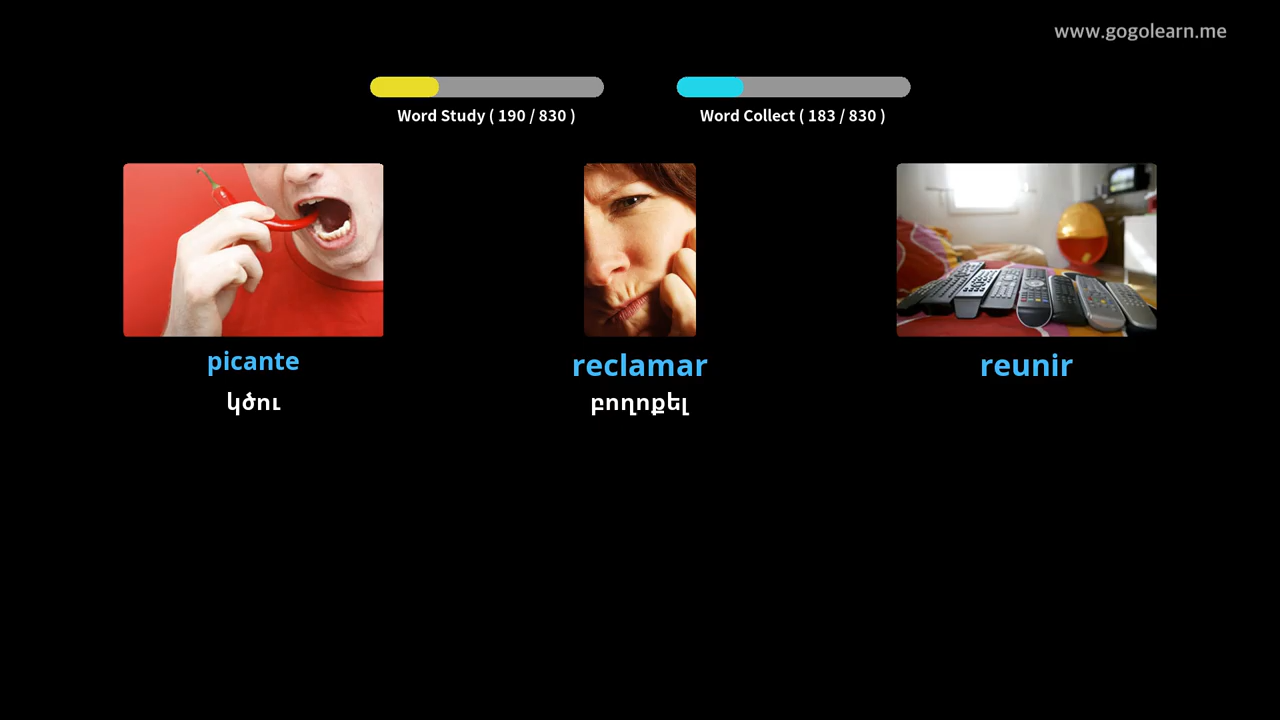 www.gogolearn.me
Word Study ( 190 / 830 )
Word Collect ( 183 / 830 )
picante
reclamar
reunir
կծու
բողոքել